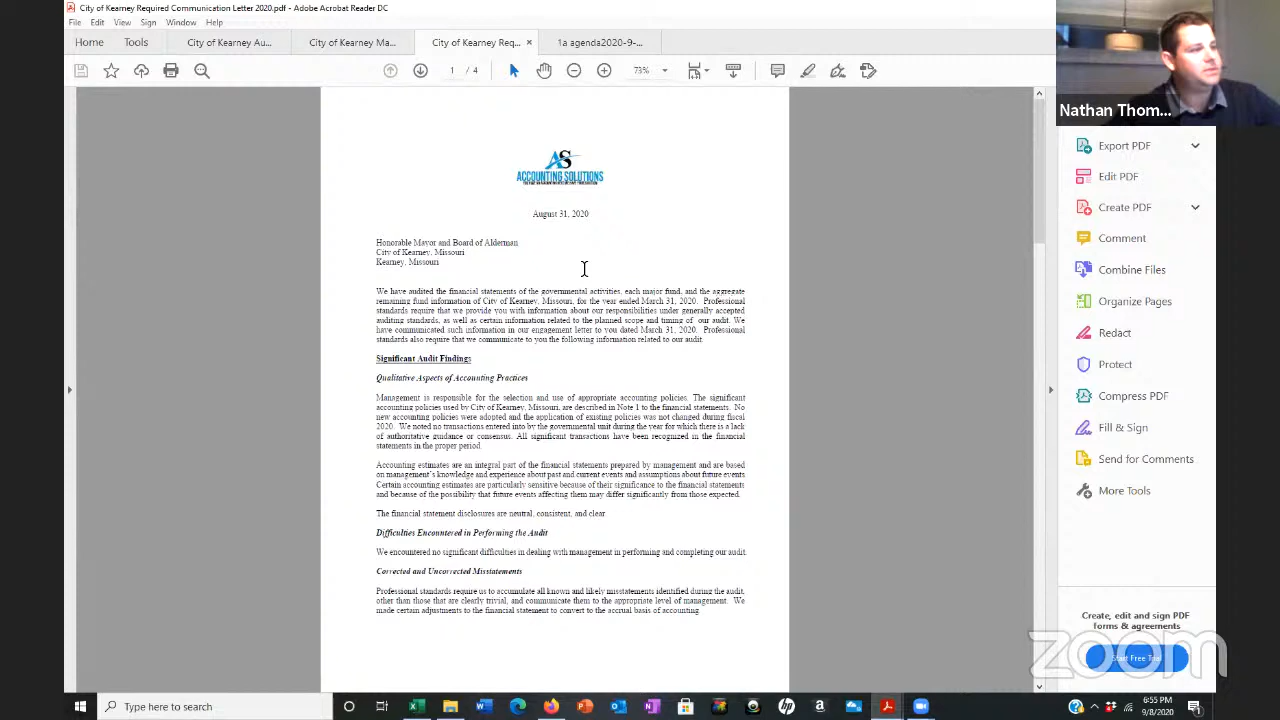 City of Kearney Required Communication Letter 2020.pdf - Adobe Acrobat Reader DC
File Edit View Sign Window Help
Home Tools City of Kearney Au... City of Kearney Ma... City of Kearney Req... × 1a agenda2020-9-...
1 / 4 73%
Nathan Thom...
AS
ACCOUNTING SOLUTIONS
August 31, 2020
Honorable Mayor and Board of Alderman
City of Kearney, Missouri
Kearney, Missouri
We have audited the financial statements of the governmental activities, each major fund, and the aggregate
remaining fund information of City of Kearney, Missouri, for the year ended March 31, 2020. Professional
standards require that we provide you with information about our responsibilities under generally accepted
auditing standards, as well as certain information related to the planned scope and timing of our audit. We
have communicated such information in our engagement letter to you dated March 31, 2020. Professional
standards also require that we communicate to you the following information related to our audit.
Significant Audit Findings
Qualitative Aspects of Accounting Practices
Management is responsible for the selection and use of appropriate accounting policies. The significant
accounting policies used by City of Kearney, Missouri, are described in Note 1 to the financial statements. No
new accounting policies were adopted and the application of existing policies was not changed during fiscal
2020. We noted no transactions entered into by the governmental unit during the year for which there is a lack
of authoritative guidance or consensus. All significant transactions have been recognized in the financial
statements in the proper period.
Accounting estimates are an integral part of the financial statements prepared by management and are based
on management's knowledge and experience about past and current events and assumptions about future events
Certain accounting estimates are particularly sensitive because of their significance to the financial statements
and because of the possibility that future events affecting them may differ significantly from those expected.
The financial statement disclosures are neutral, consistent, and clear
Difficulties Encountered in Performing the Audit
We encountered no significant difficulties in dealing with management in performing and completing our audit.
Corrected and Uncorrected Misstatements
Professional standards require us to accumulate all known and likely misstatements identified during the audit,
other than those that are clearly trivial, and communicate them to the appropriate level of management. We
made certain adjustments to the financial statement to convert to the accrual basis of accounting
Export PDF
Edit PDF
Create PDF
Comment
Combine Files
Organize Pages
Redact
Protect
Compress PDF
Fill & Sign
Send for Comments
More Tools
Create, edit and sign PDF
forms & agreements
Start Free Trial
zoom
Type here to search
6:55 PM
9/8/2020